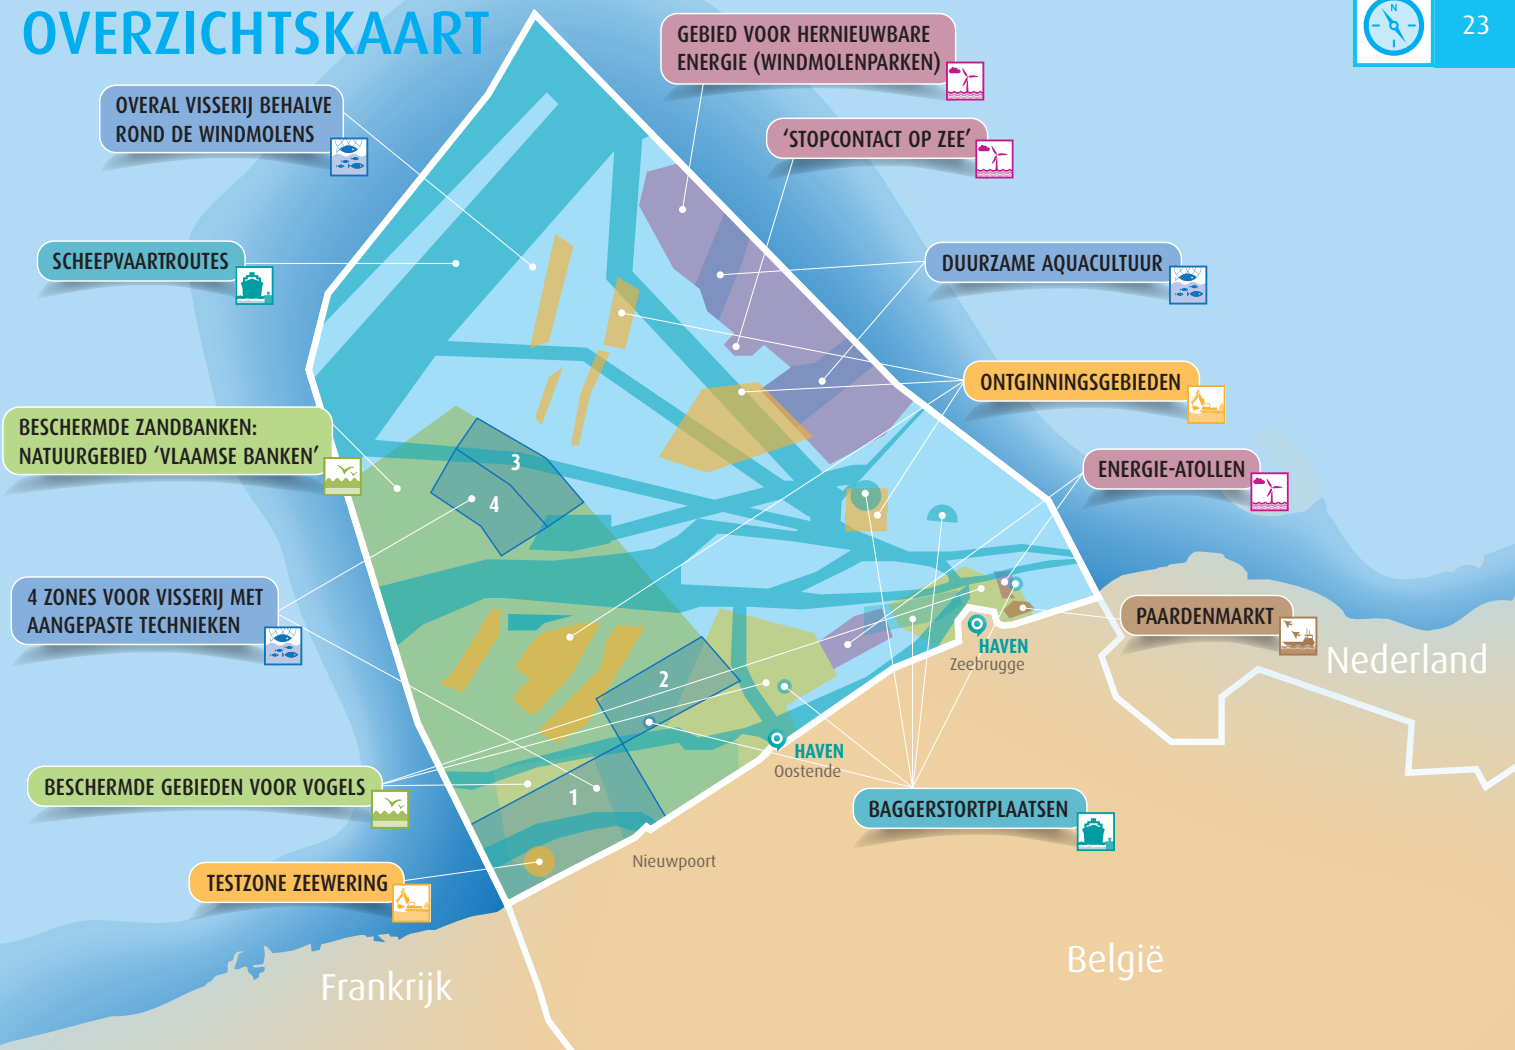 OVERZICHTSKAART
23
N
GEBIED VOOR HERNIEUWBARE
ENERGIE (WINDMOLENPARKEN)
OVERAL VISSERIJ BEHALVE
ROND DE WINDMOLENS
‘STOPCONTACT OP ZEE’
SCHEEPVAARTROUTES
DUURZAME AQUACULTUUR
ONTGINNINGSGEBIEDEN
BESCHERMDE ZANDBANKEN:
NATUURGEBIED ‘VLAAMSE BANKEN’
ENERGIE-ATOLLEN
3
4
4 ZONES VOOR VISSERIJ MET
AANGEPASTE TECHNIEKEN
PAARDENMARKT
HAVEN
Zeebrugge
Nederland
2
HAVEN
Oostende
BESCHERMDE GEBIEDEN VOOR VOGELS
1
BAGGERSTORTPLAATSEN
Nieuwpoort
TESTZONE ZEEWERING
België
Frankrijk